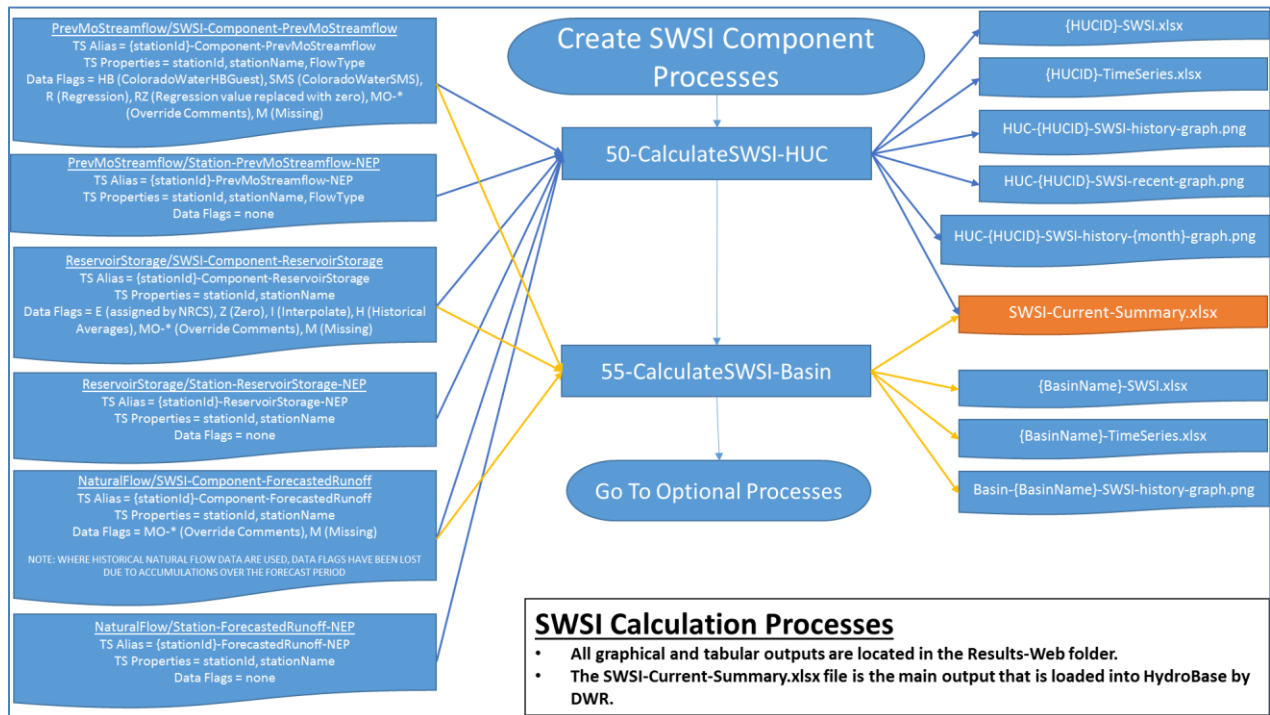 PrevMoStreamflow/SWSI-Component-PrevMoStreamflow
TS Alias = {stationId}-Component-PrevMoStreamflow
TS Properties = stationId, stationName, FlowType
Data Flags = HB (ColoradoWaterHBGuest), SMS (ColoradoWaterSMS),
R (Regression), RZ (Regression value replaced with zero), MO-*
(Override Comments), M (Missing)
PrevMoStreamflow/Station-PrevMoStreamflow-NEP
TS Alias = {stationId}-PrevMoStreamflow-NEP
TS Properties = stationId, stationName, FlowType
Data Flags = none
ReservoirStorage/SWSI-Component-ReservoirStorage
TS Alias = {stationId}-Component-ReservoirStorage
TS Properties = stationId, stationName
Data Flags = E (assigned by NRCS), Z (Zero), I (Interpolate), H (Historical
Averages), MO-* (Override Comments), M (Missing)
ReservoirStorage/Station-ReservoirStorage-NEP
TS Alias = {stationId}-ReservoirStorage-NEP
TS Properties = stationId, stationName
Data Flags = none
NaturalFlow/SWSI-Component-ForecastedRunoff
TS Alias = {stationId}-Component-ForecastedRunoff
TS Properties = stationId, stationName
Data Flags = MO-* (Override Comments), M (Missing)
NOTE: WHERE HISTORICAL NATURAL FLOW DATA ARE USED, DATA FLAGS HAVE BEEN LOST
DUE TO ACCUMULATIONS OVER THE FORECAST PERIOD
NaturalFlow/Station-ForecastedRunoff-NEP
TS Alias = {stationId}-ForecastedRunoff-NEP
TS Properties = stationId, stationName
Data Flags = none
Create SWSI Component
Processes
50-CalculateSWSI-HUC
55-CalculateSWSI-Basin
Go To Optional Processes
{HUCID}-SWSI.xlsx
{HUCID}-TimeSeries.xlsx
HUC-{HUCID}-SWSI-history-graph.png
HUC-{HUCID}-SWSI-recent-graph.png
HUC-{HUCID}-SWSI-history-{month}-graph.png
SWSI-Current-Summary.xlsx
{BasinName}-SWSI.xlsx
{BasinName}-TimeSeries.xlsx
Basin-{BasinName}-SWSI-history-graph.png
SWSI Calculation Processes
• All graphical and tabular outputs are located in the Results-Web folder.
• The SWSI-Current-Summary.xlsx file is the main output that is loaded into HydroBase by
DWR.